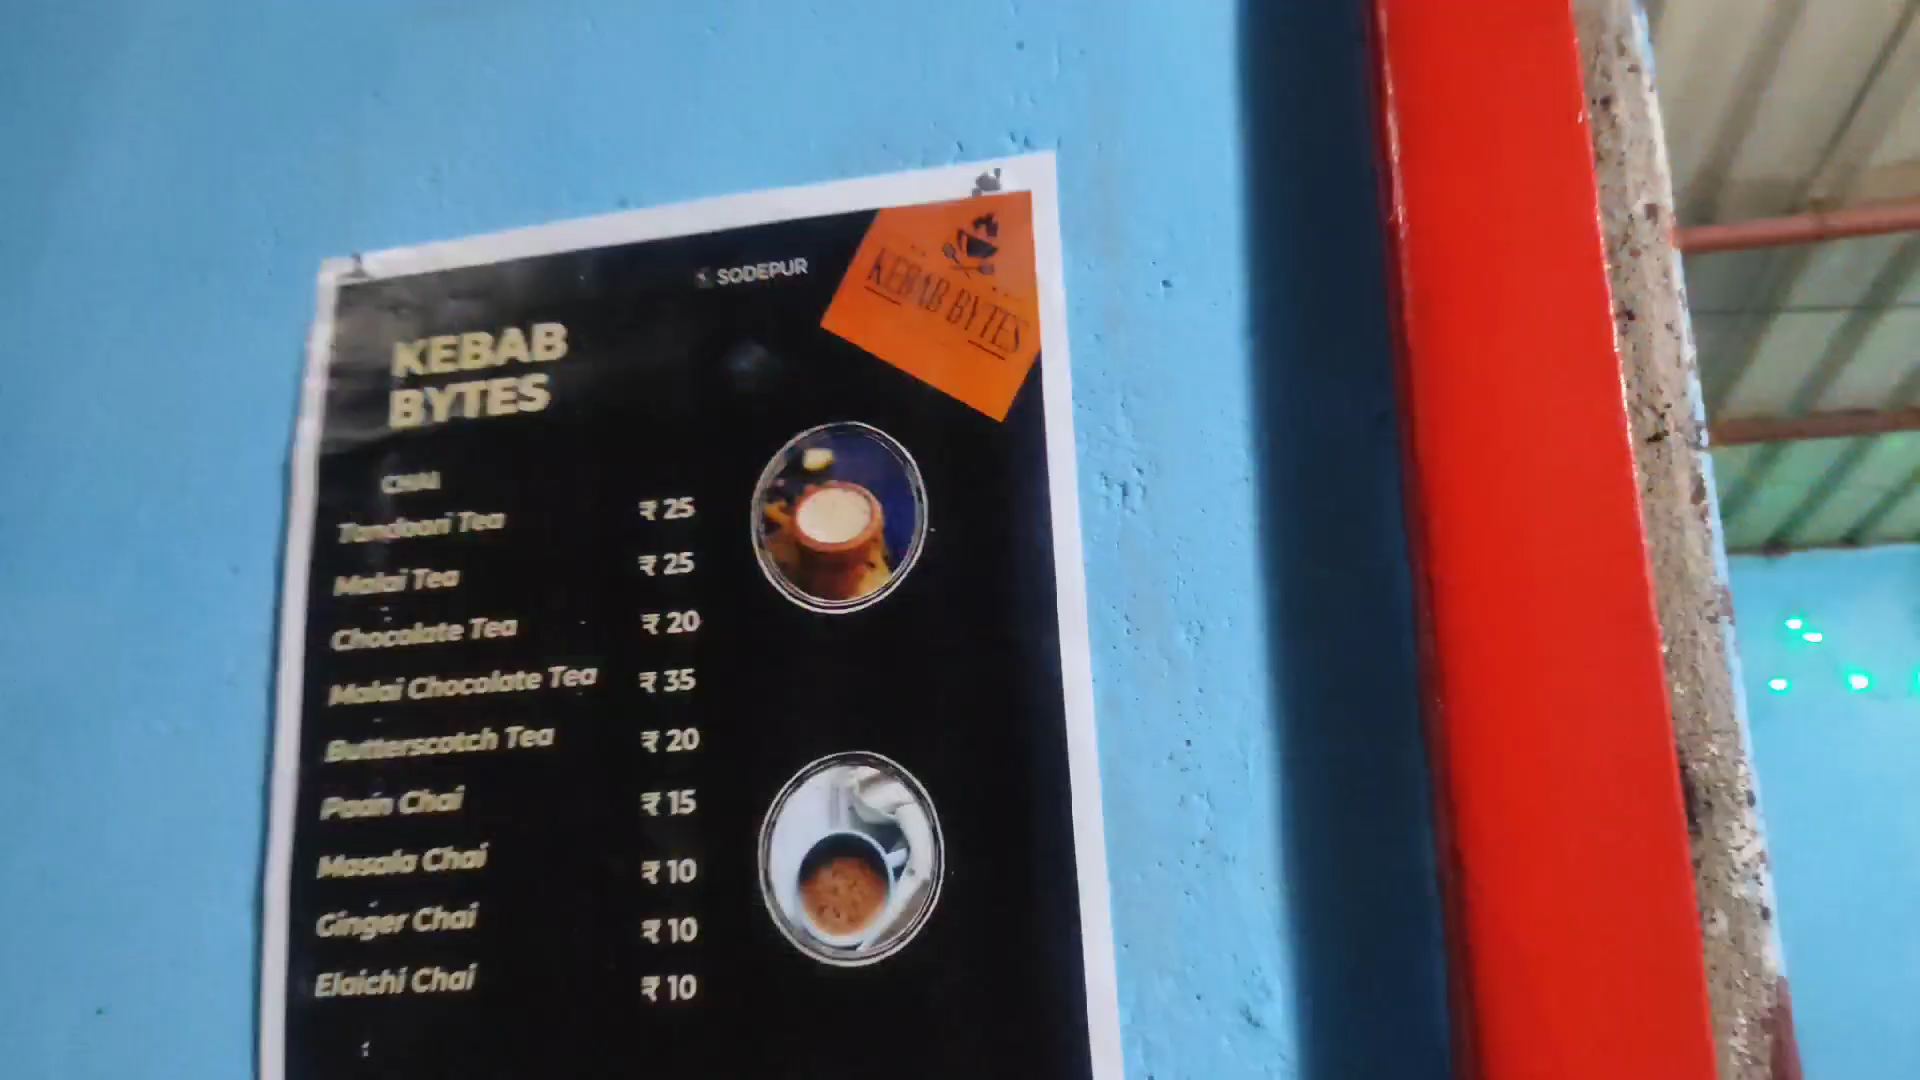 SODEPUR
KEBAB BYTES
KEBAB
BYTES
CHAI
Tandoori Tea ₹ 25
Malai Tea ₹ 25
Chocolate Tea ₹ 20
Malai Chocolate Tea ₹ 35
Butterscotch Tea ₹ 20
Paan Chai ₹ 15
Masala Chai ₹ 10
Ginger Chai ₹ 10
Elaichi Chai ₹ 10